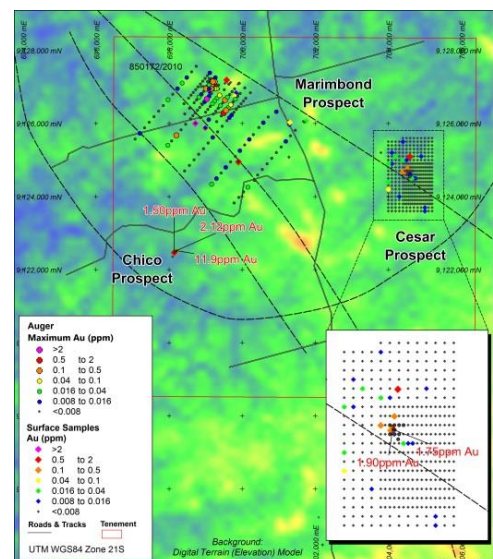 9,128,000 mN
9,128,000
850172/2010
Marimbond
Prospect
9,126,000 mN
9,126,000
9,124,000 mN
9,124,000
1.50ppm Au
2.12ppm Au
Chico
Prospect
11.9ppm Au
Cesar
Prospect
9,122,000 mN
9,122,000
Auger
Maximum Au (ppm)
>2
0.5 to 2
0.1 to 0.5
0.04 to 0.1
0.016 to 0.04
0.008 to 0.016
<0.008
Surface Samples
Au (ppm)
>2
0.5 to 2
0.1 to 0.5
0.04 to 0.1
0.016 to 0.04
0.008 to 0.016
<0.008
Roads & Tracks
Tenement
UTM WGS84 Zone 21S
1.75ppm Au
1.90ppm Au
Background:
Digital Terrain (Elevation) Model